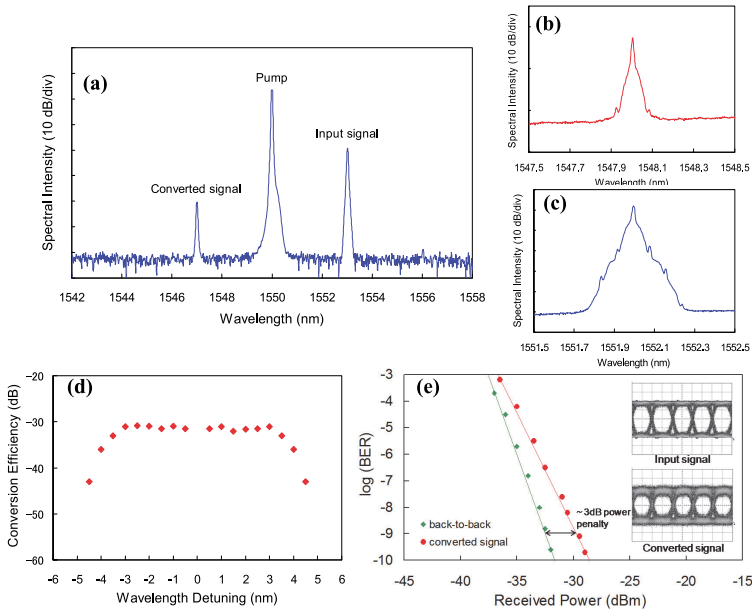 (a)
Spectral Intensity (10 dB/div)
Pump
Input signal
Converted signal
1542 1544 1546 1548 1550 1552 1554 1556 1558
Wavelength (nm)
(b)
Spectral Intensity (10 dB/div)
1547.5 1547.7 1547.9 1548.1 1548.3 1548.5
Wavelength (nm)
(c)
Spectral Intensity (10 dB/div)
1551.5 1551.7 1551.9 1552.1 1552.3 1552.5
Wavelength (nm)
(d)
Conversion Efficiency (dB)
−20
−30
−40
−50
−60
-6 -5 -4 -3 -2 -1 0 1 2 3 4 5 6
Wavelength Detuning (nm)
(e)
log (BER)
-3
-4
-5
-6
-7
-8
-9
-10
Input signal
Converted signal
~3dB power
penalty
back-to-back
converted signal
-45 -40 -35 -30 -25 -20 -15
Received Power (dBm)